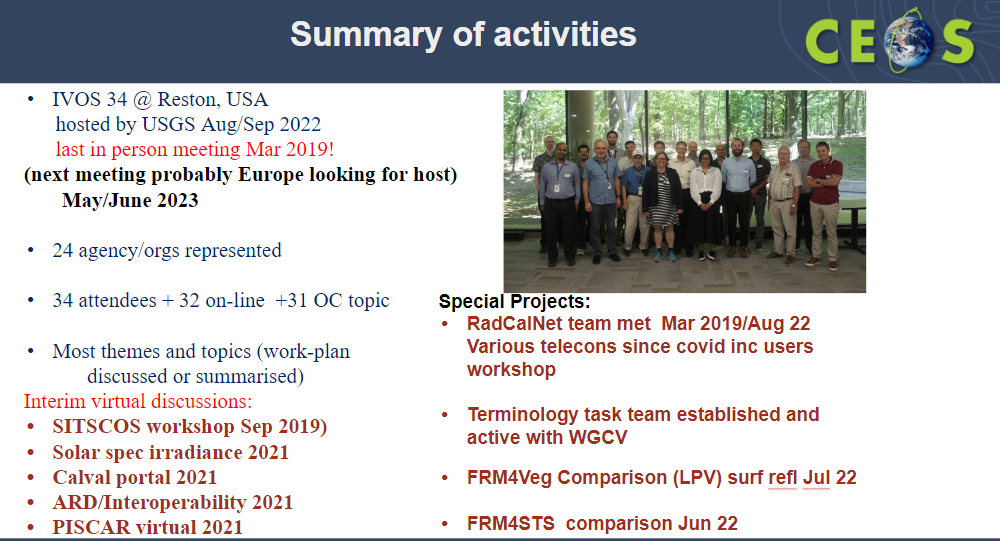 Summary of activities
CEOS
• IVOS 34 @ Reston, USA
hosted by USGS Aug/Sep 2022
last in person meeting Mar 2019!
(next meeting probably Europe looking for host)
May/June 2023
• 24 agency/orgs represented
• 34 attendees + 32 on-line +31 OC topic
• Most themes and topics (work-plan
discussed or summarised)
Interim virtual discussions:
• SITSCOS workshop Sep 2019)
• Solar spec irradiance 2021
• Calval portal 2021
• ARD/Interoperability 2021
• PISCAR virtual 2021
Special Projects:
• RadCalNet team met Mar 2019/Aug 22
Various telecons since covid inc users
workshop
• Terminology task team established and
active with WGCV
• FRM4Veg Comparison (LPV) surf refl Jul 22
• FRM4STS comparison Jun 22